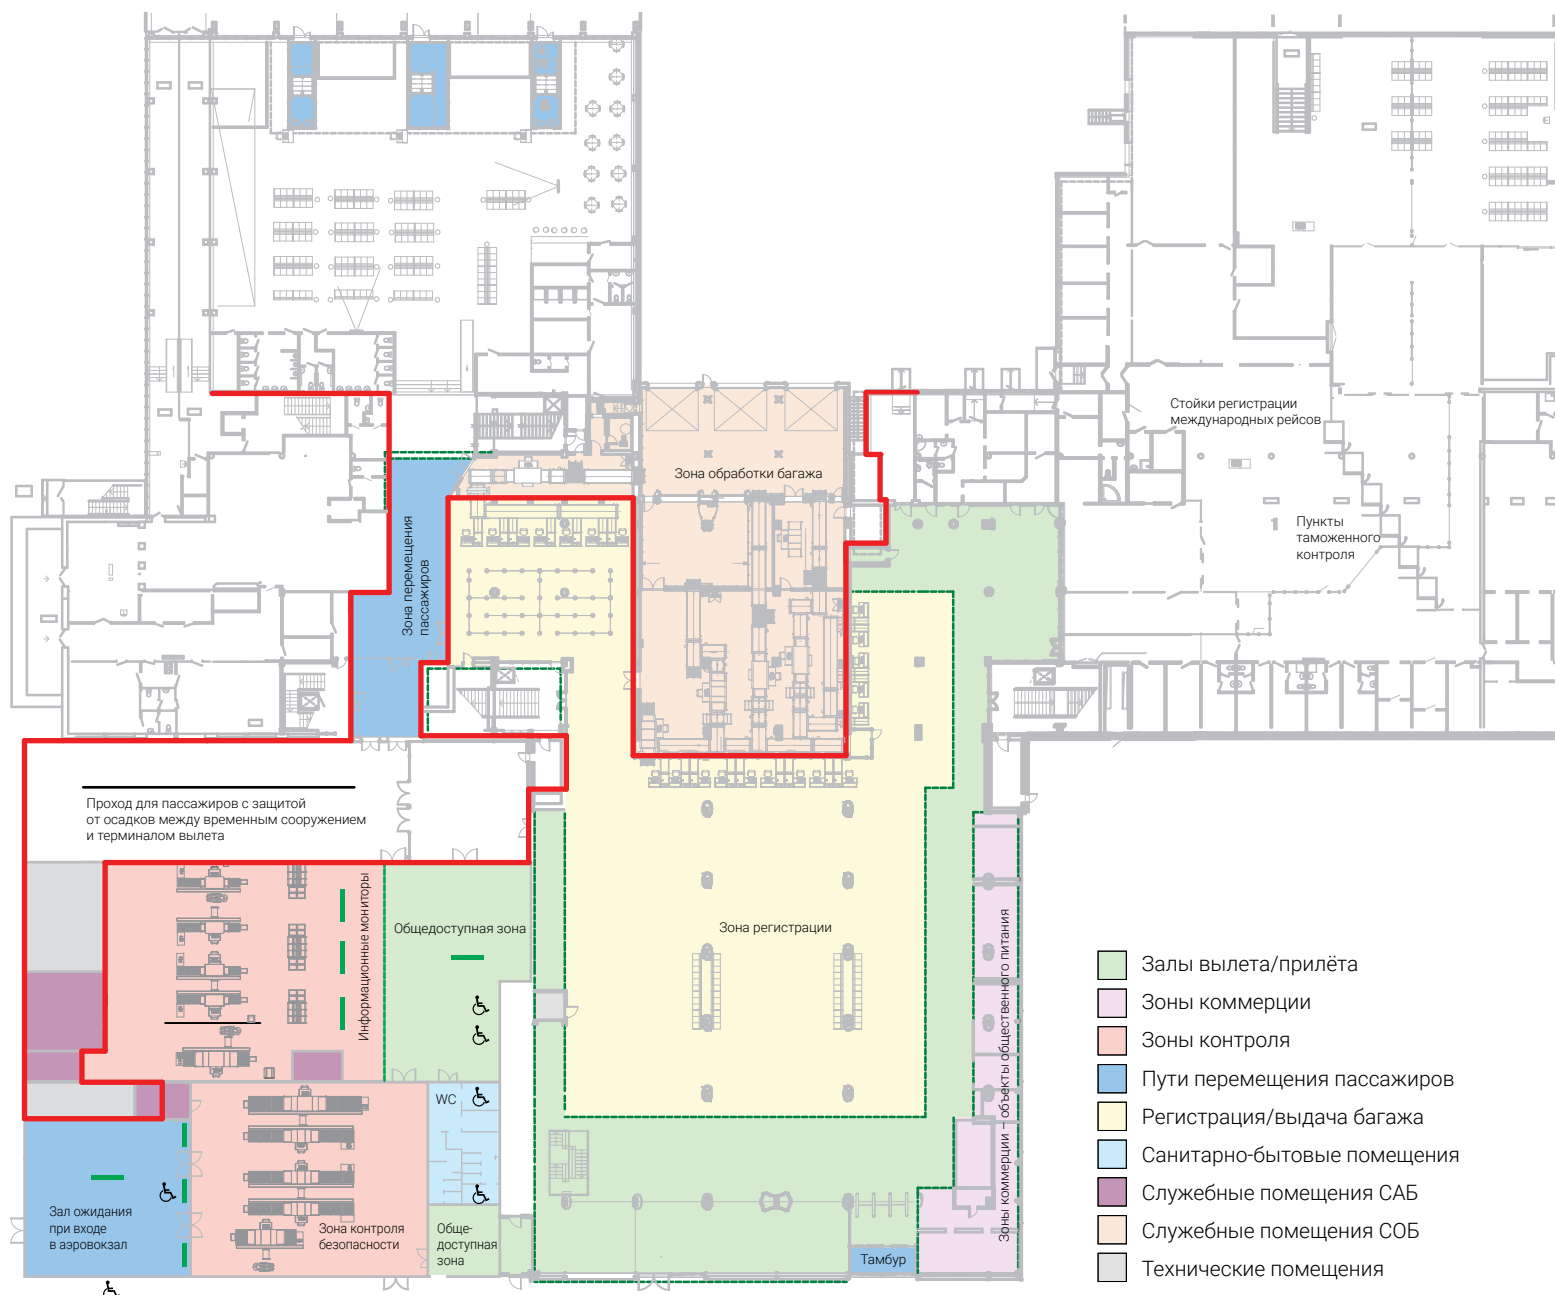 Стойки регистрации
международных рейсов
Зона обработки багажа
Пункты
таможенного
контроля
Зона перемещения
пассажиров
Проход для пассажиров с защитой
от осадков между временным сооружением
и терминалом вылета
Информационные мониторы
Общедоступная зона
Зона регистрации
Зоны коммерции – объекты общественного питания
WC
Зал ожидания
при входе
в аэровокзал
Зона контроля
безопасности
Обще-
доступная
зона
Тамбур
Залы вылета/прилёта
Зоны коммерции
Зоны контроля
Пути перемещения пассажиров
Регистрация/выдача багажа
Санитарно-бытовые помещения
Служебные помещения САБ
Служебные помещения СОБ
Технические помещения